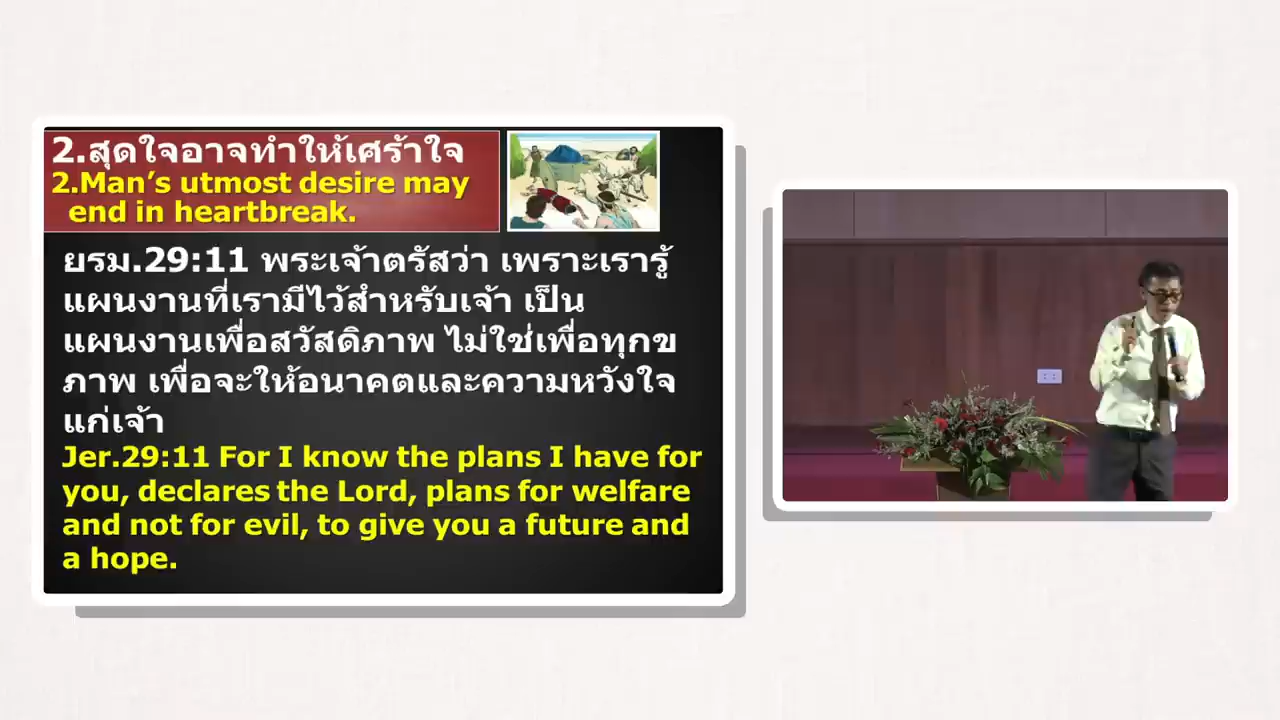 2.สุดใจอาจทำให้เศร้าใจ
2.Man's utmost desire may
end in heartbreak.
ยรม.29:11 พระเจ้าตรัสว่า เพราะเรารู้
แผนงานที่เรามีไว้สำหรับเจ้า เป็น
แผนงานเพื่อสวัสดิภาพ ไม่ใช่เพื่อทุกข
ภาพ เพื่อจะให้อนาคตและความหวังใจ
แก่เจ้า
Jer.29:11 For I know the plans I have for
you, declares the Lord, plans for welfare
and not for evil, to give you a future and
a hope.